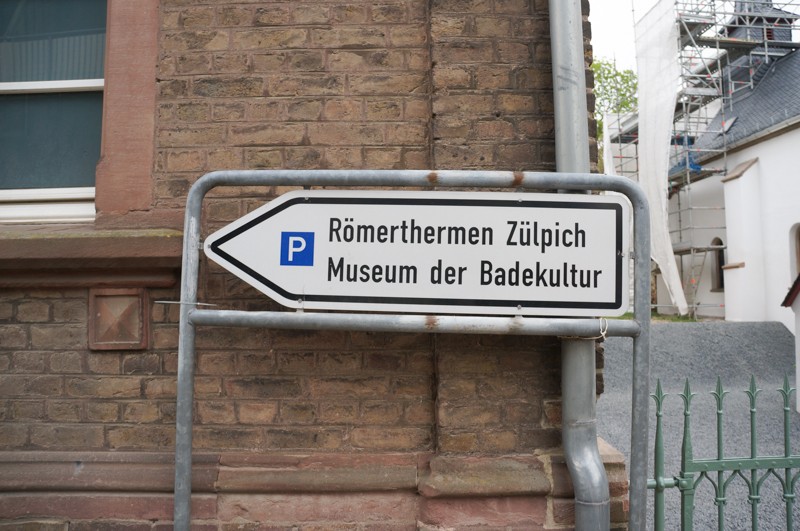 P
Römerthermen Zülpich
Museum der Badekultur